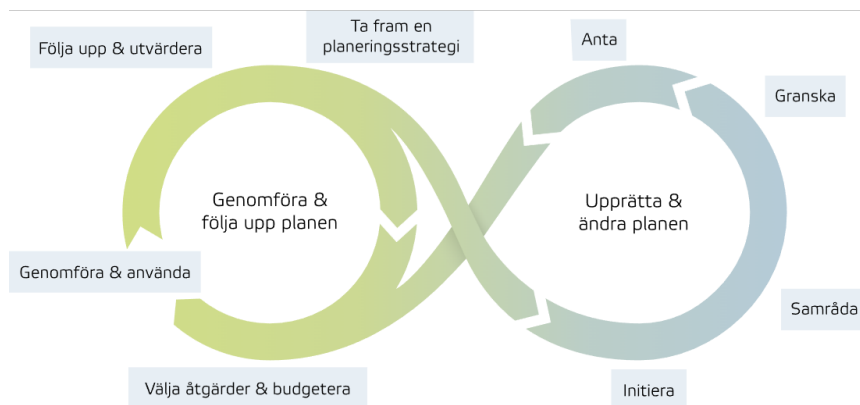 Ta fram en
planeringsstrategi
Anta
Följa upp & utvärdera
Granska
Genomföra &
följa upp planen
Upprätta &
ändra planen
Genomföra & använda
Samråda
Välja åtgärder & budgetera
Initiera